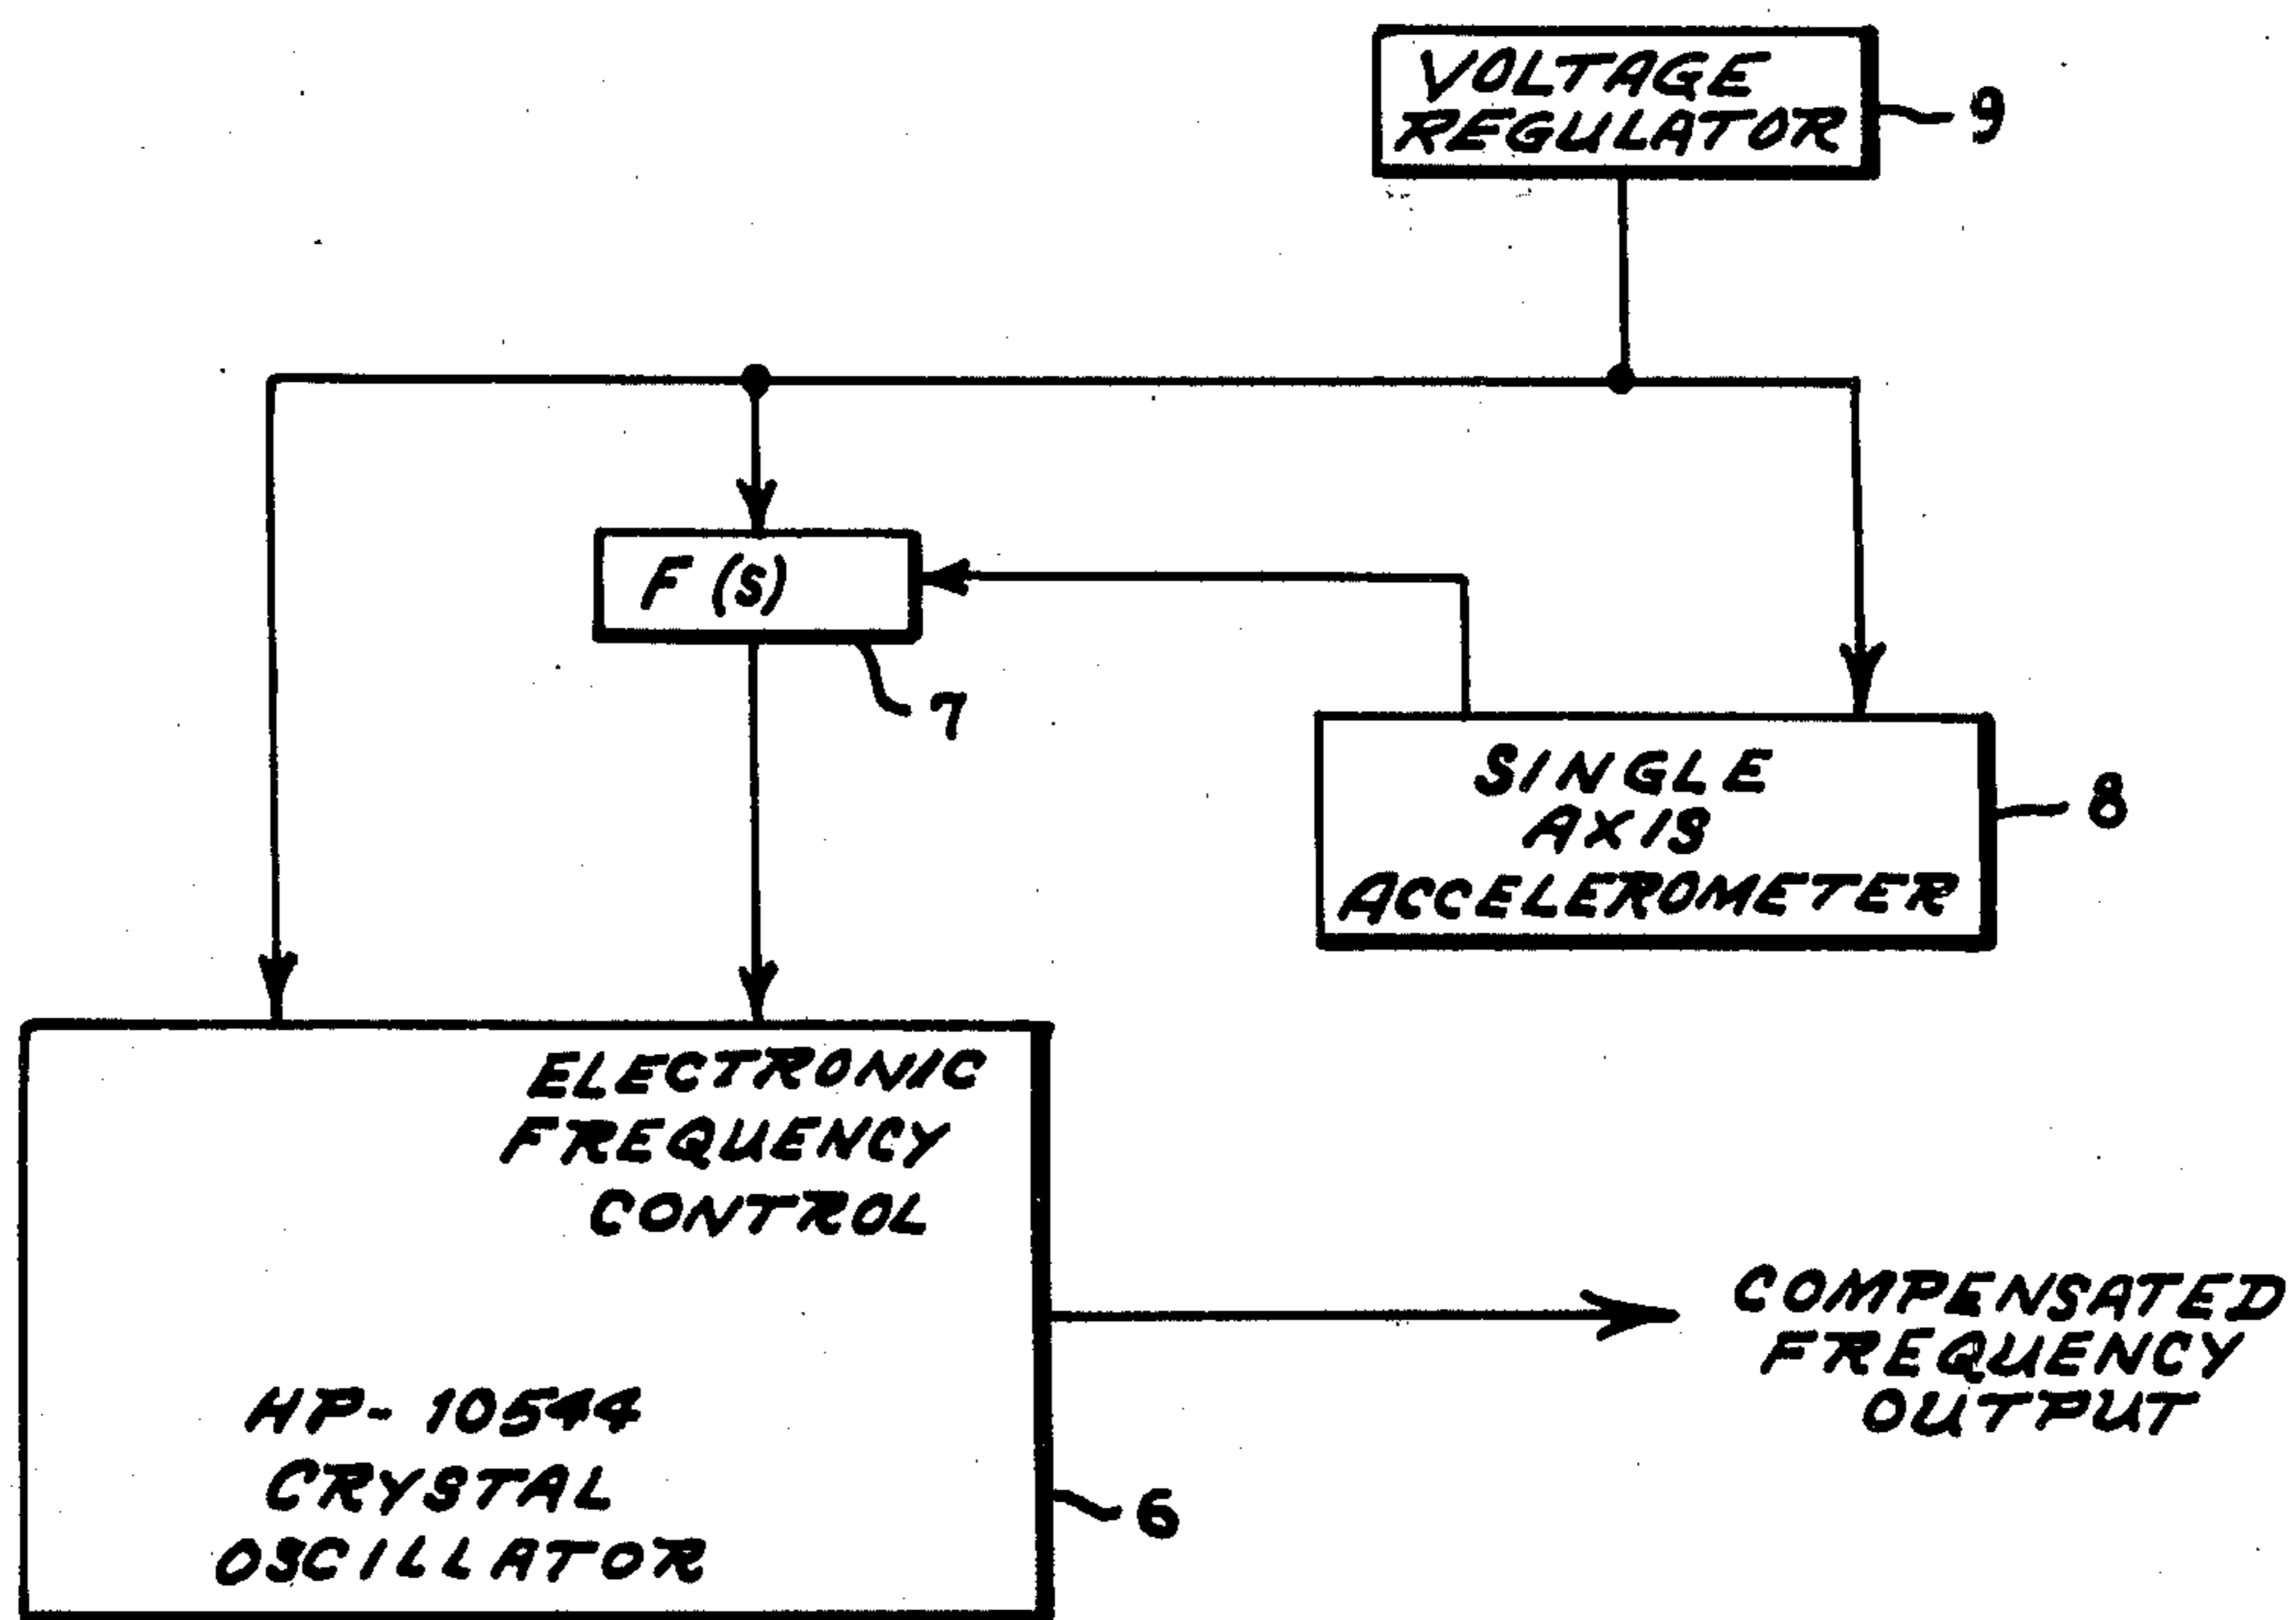 VOLTAGE
REGULATOR
9
F (S)
7
SINGLE
AXIS
ACCELEROMETER
8
ELECTRONIC
FREQUENCY
CONTROL
COMPENSATED
FREQUENCY
OUTPUT
HP- 10544
CRYSTAL
OSCILLATOR
6